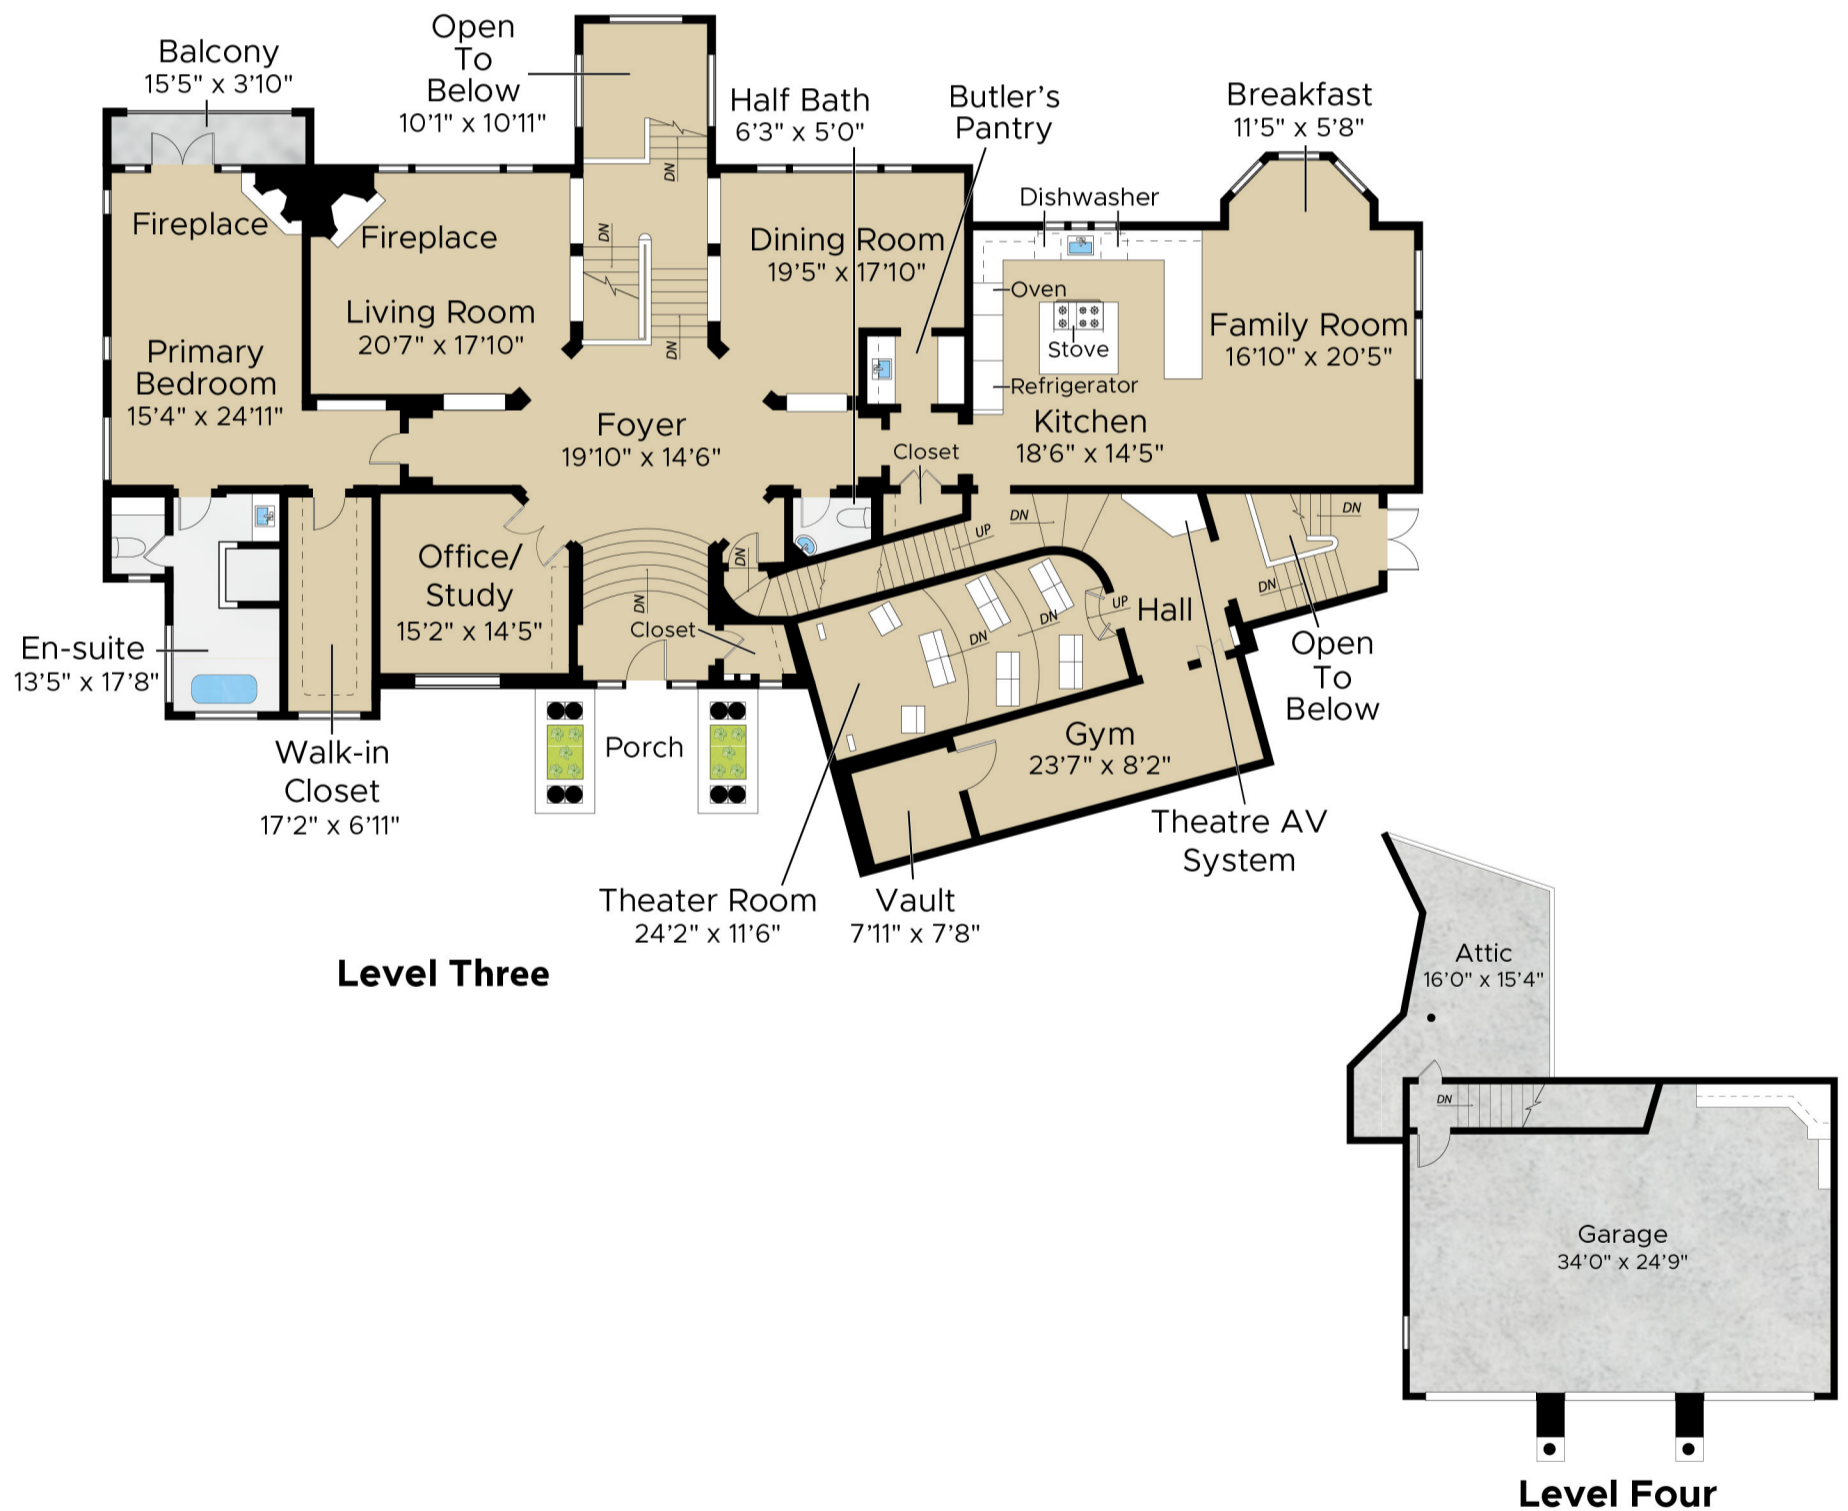 Balcony
15'5" x 3'10"
Open
To
Below
10'1" x 10'11"
Half Bath
6'3" x 5'0"
Butler's
Pantry
Breakfast
11'5" x 5'8"
DN
Dishwasher
Fireplace
Fireplace
DN
Dining Room
19'5" x 17'10"
Oven
Living Room
20'7" x 17'10"
DN
Stove
Family Room
16'10" x 20'5"
Primary
Bedroom
15'4" x 24'11"
Refrigerator
Foyer
19'10" x 14'6"
Kitchen
18'6" x 14'5"
Closet
DN
DN
UP
Office/
Study
15'2" x 14'5"
DN
DN
DN
UP
DN
DN
Hall
Closet
En-suite
13'5" x 17'8"
Open
To
Below
Walk-in
Closet
17'2" x 6'11"
Porch
Gym
23'7" x 8'2"
Theatre AV
System
Theater Room
24'2" x 11'6"
Vault
7'11" x 7'8"
Level Three
Attic
16'0" x 15'4"
DN
Garage
34'0" x 24'9"
Level Four